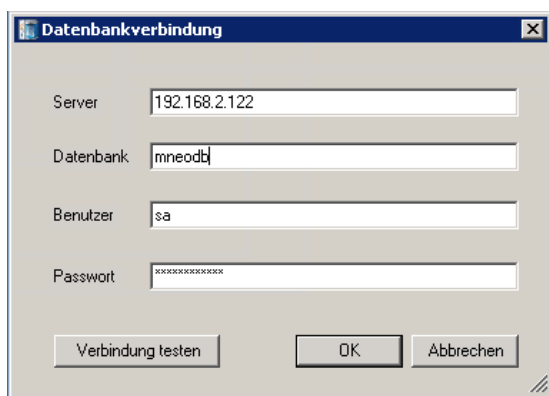 Datenbankverbindung
Server 192.168.2.122
Datenbank mneodb
Benutzer sa
Passwort ************
Verbindung testen OK Abbrechen